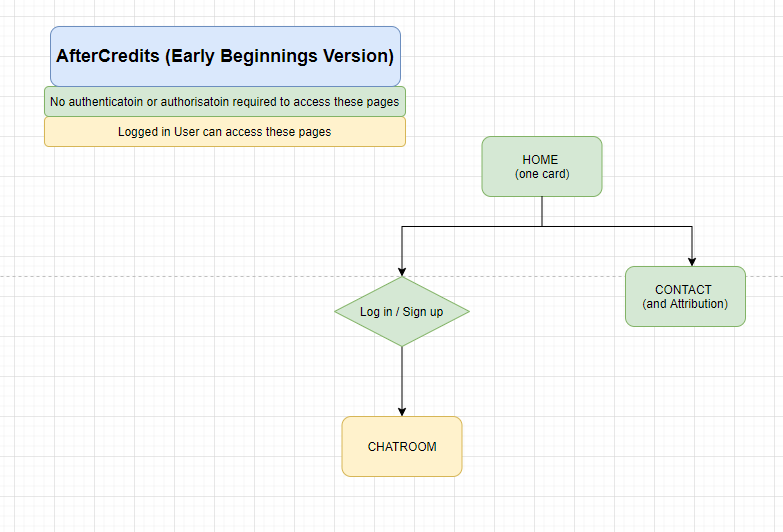 AfterCredits (Early Beginnings Version)
No authenticatoin or authorisatoin required to access these pages
Logged in User can access these pages
HOME
(one card)
CONTACT
(and Attribution)
Log in / Sign up
CHATROOM